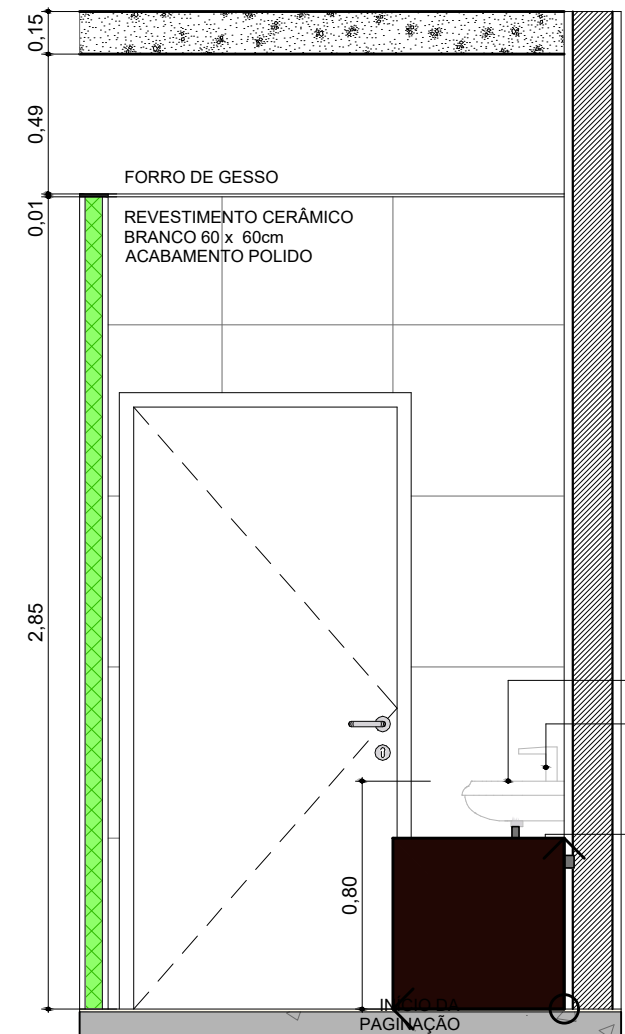 0,15
0,49
FORRO DE GESSO
0,01
REVESTIMENTO CERÂMICO
BRANCO 60 x 60cm
ACABAMENTO POLIDO
2,85
0,80
INÍCIO DA
PAGINAÇÃO